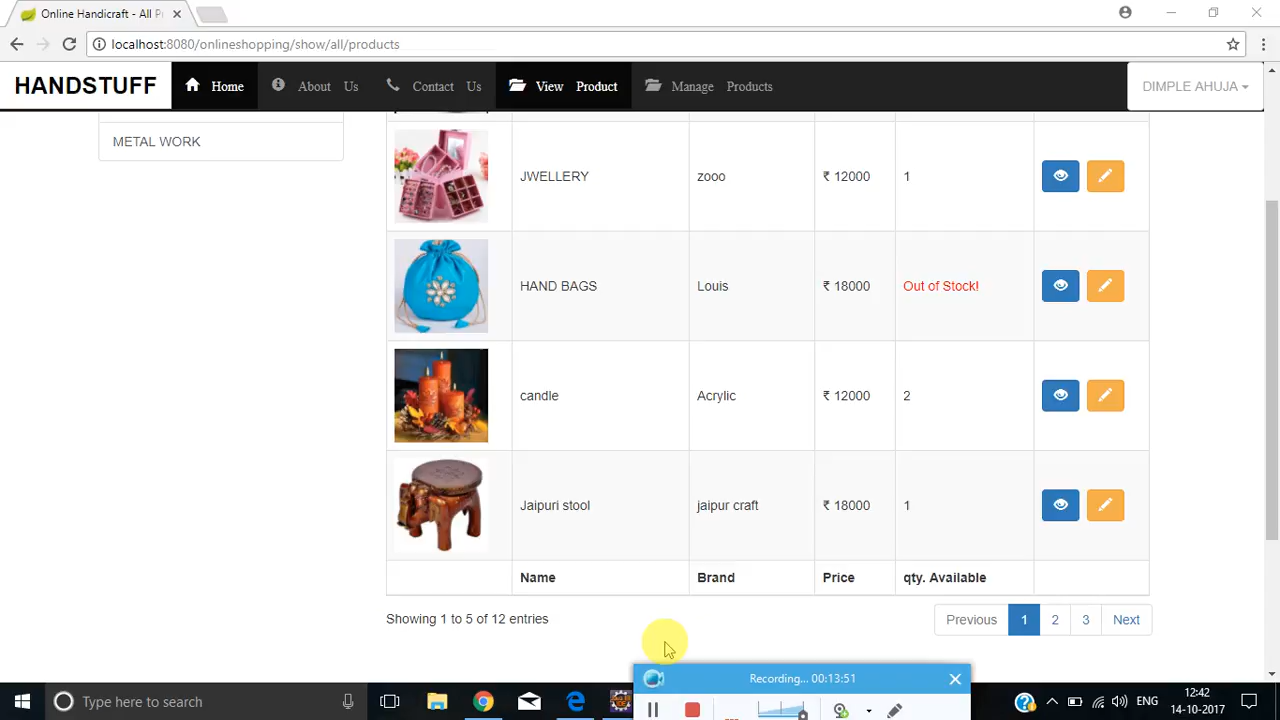 Online Handicraft - All Pr
localhost:8080/onlineshopping/show/all/products
HANDSTUFF Home About Us Contact Us View Product Manage Products DIMPLE AHUJA
METAL WORK
JWELLERY zooo ₹ 12000 1
HAND BAGS Louis ₹ 18000 Out of Stock!
candle Acrylic ₹ 12000 2
Jaipuri stool jaipur craft ₹ 18000 1
Name Brand Price qty. Available
Showing 1 to 5 of 12 entries Previous 1 2 3 Next
Recording... 00:13:51
Type here to search ENG 12:42
14-10-2017